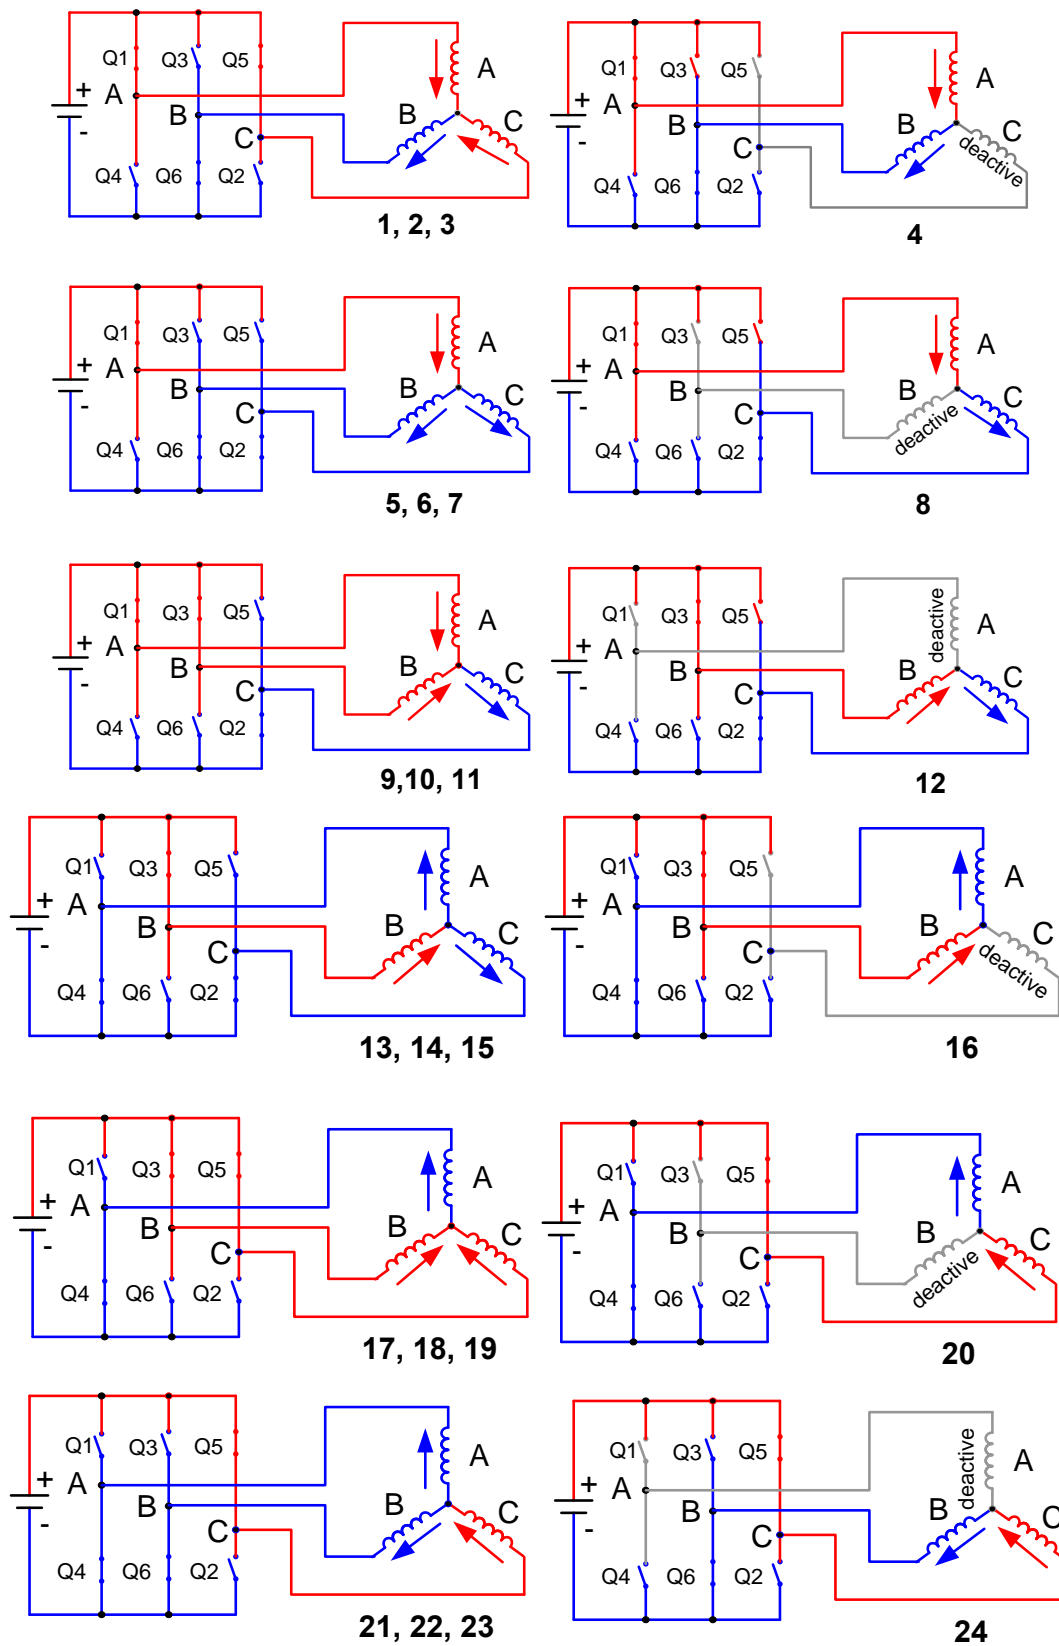 Q1 Q3 Q5
A B C
+
-
Q4 Q6 Q2
A
B C
1, 2, 3
Q1 Q3 Q5
A B C
+
-
Q4 Q6 Q2
A
B C
deactive
4
Q1 Q3 Q5
A B C
+
-
Q4 Q6 Q2
A
B C
5, 6, 7
Q1 Q3 Q5
A B C
+
-
Q4 Q6 Q2
A
B C
deactive
8
Q1 Q3 Q5
A B C
+
-
Q4 Q6 Q2
A
B C
9,10, 11
Q1 Q3 Q5
A B C
+
-
Q4 Q6 Q2
deactive
A
B C
12
Q1 Q3 Q5
A B C
+
-
Q4 Q6 Q2
A
B C
13, 14, 15
Q1 Q3 Q5
A B C
+
-
Q4 Q6 Q2
A
B C
deactive
16
Q1 Q3 Q5
A B C
+
-
Q4 Q6 Q2
A
B C
17, 18, 19
Q1 Q3 Q5
A B C
+
-
Q4 Q6 Q2
A
B C
deactive
20
Q1 Q3 Q5
A B C
+
-
Q4 Q6 Q2
A
B C
21, 22, 23
Q1 Q3 Q5
A B C
+
-
Q4 Q6 Q2
deactive
A
B C
24